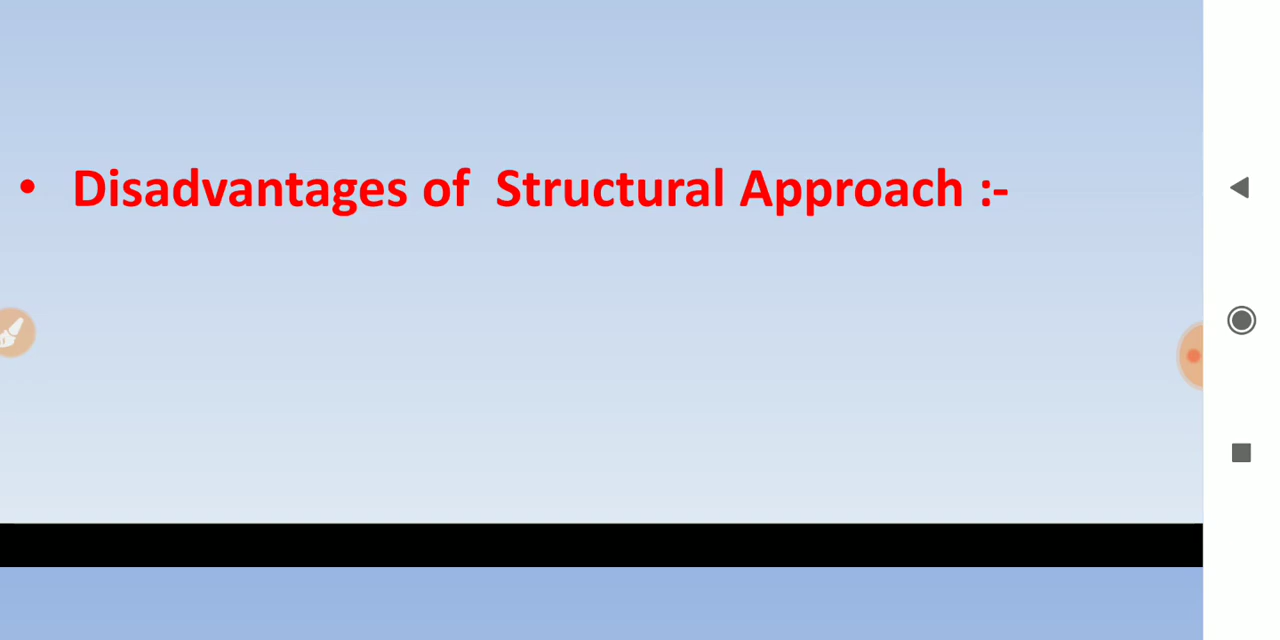 • Disadvantages of  Structural Approach :-